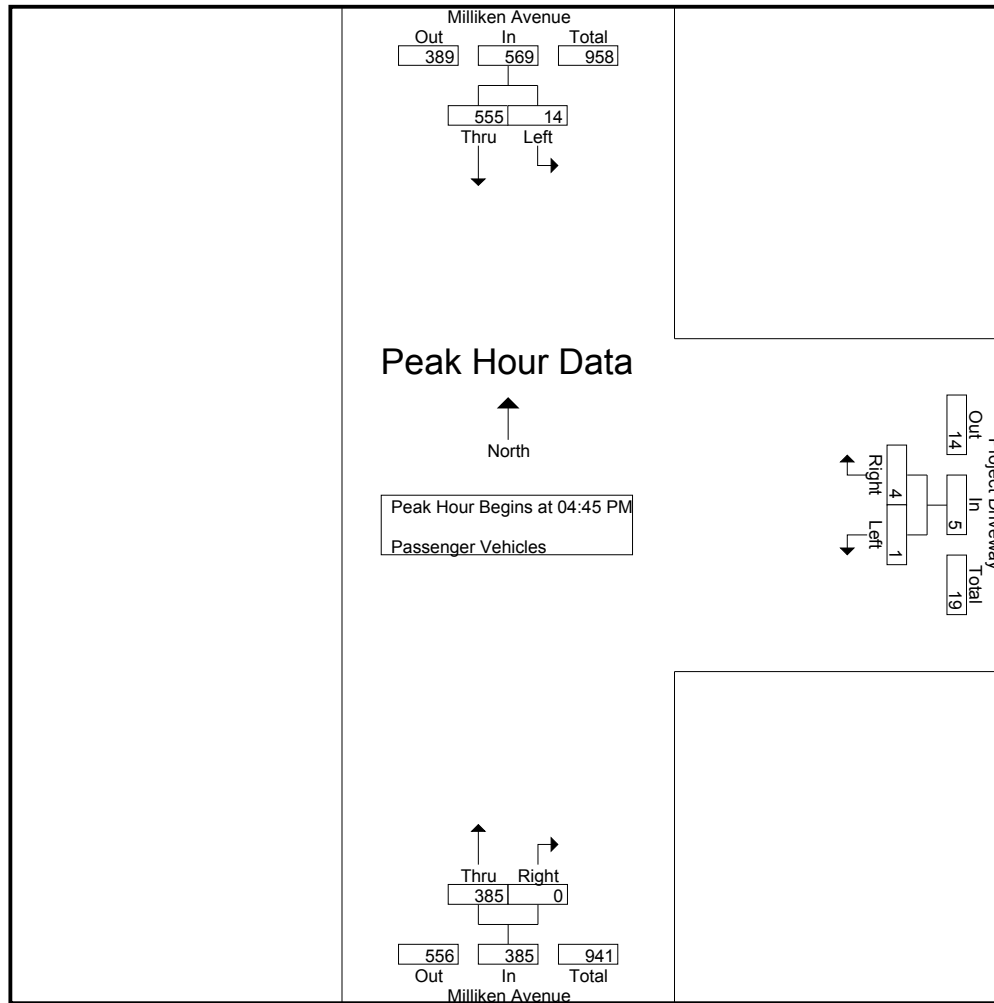 Milliken Avenue
Out In Total
389 569 958
555 14
Thru Left
Peak Hour Data
North
Peak Hour Begins at 04:45 PM
Passenger Vehicles
Project Driveway
Out In Total
14 5 19
4 1
Right Left
Thru Right
385 0
556 385 941
Out In Total
Milliken Avenue